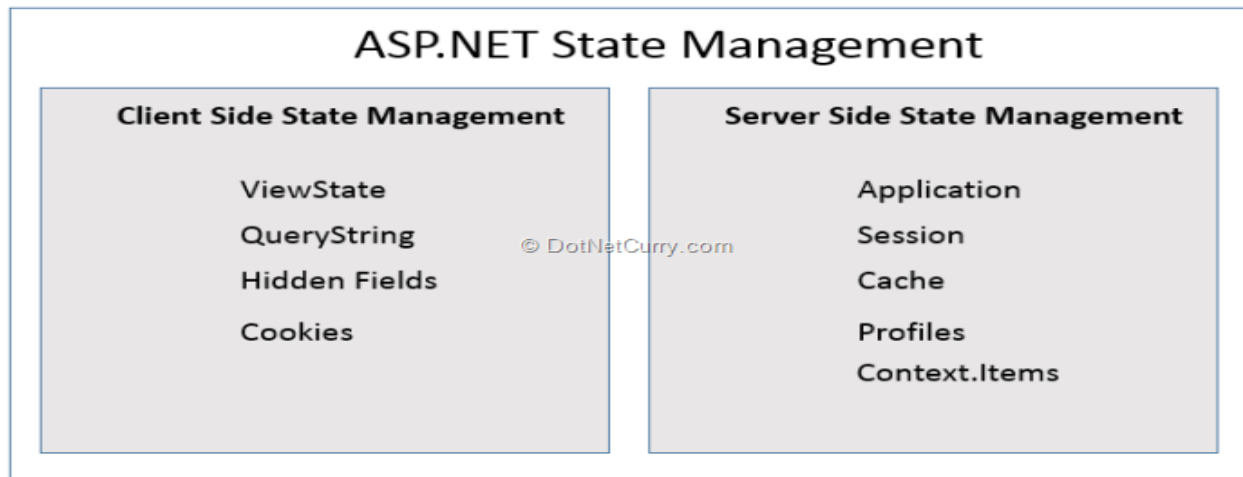 ASP.NET State Management
Client Side State Management
ViewState
QueryString
Hidden Fields
Cookies
© DotNetCurry.com
Server Side State Management
Application
Session
Cache
Profiles
Context.Items